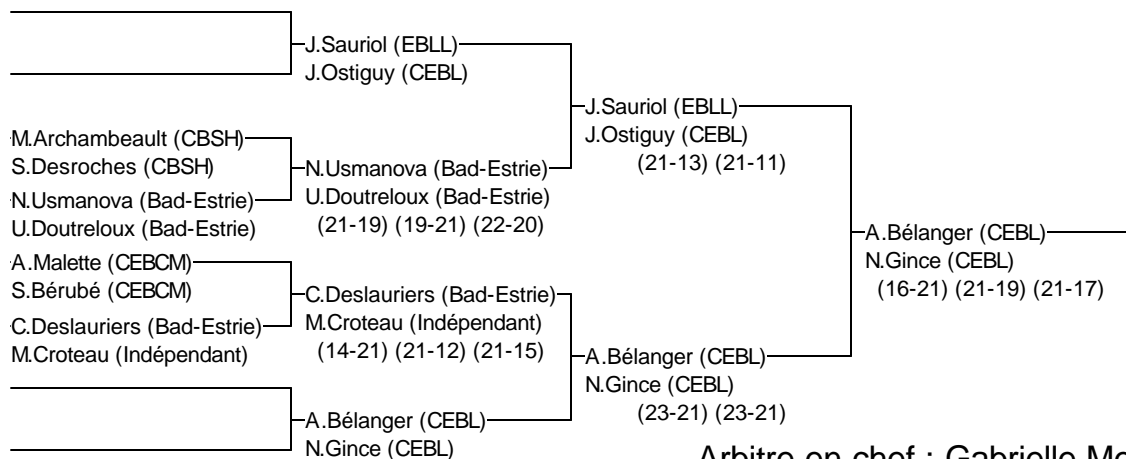 J.Sauriol (EBLL)
J.Ostiguy (CEBL)
J.Sauriol (EBLL)
J.Ostiguy (CEBL)
(21-13) (21-11)
M.Archambeault (CBSH)
S.Desroches (CBSH)
N.Usmanova (Bad-Estrie)
U.Doutreloux (Bad-Estrie)
(21-19) (19-21) (22-20)
N.Usmanova (Bad-Estrie)
U.Doutreloux (Bad-Estrie)
A.Bélanger (CEBL)
N.Gince (CEBL)
(16-21) (21-19) (21-17)
A.Malette (CEBCM)
S.Bérubé (CEBCM)
C.Deslauriers (Bad-Estrie)
M.Croteau (Indépendant)
(14-21) (21-12) (21-15)
C.Deslauriers (Bad-Estrie)
M.Croteau (Indépendant)
A.Bélanger (CEBL)
N.Gince (CEBL)
(23-21) (23-21)
A.Bélanger (CEBL)
N.Gince (CEBL)
Arbitre en chef : Gabrielle